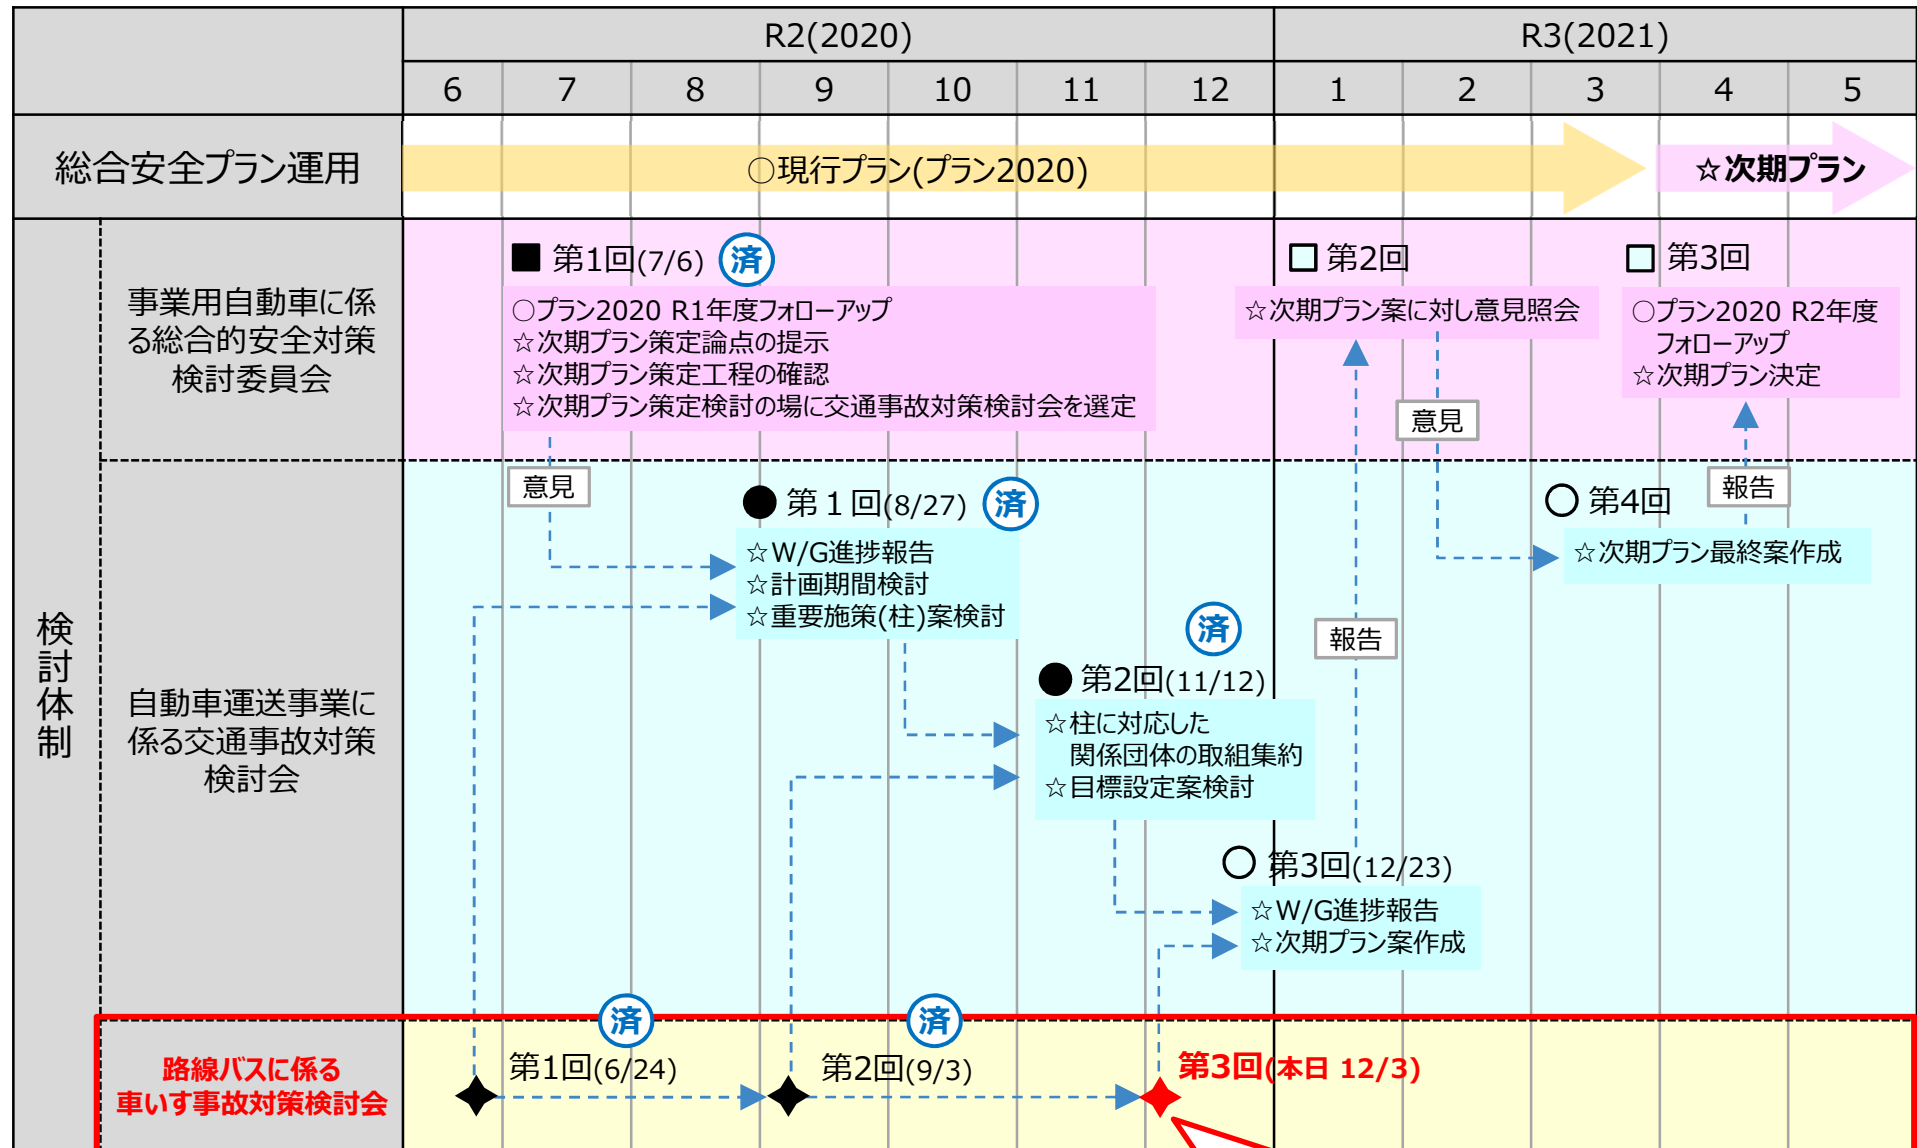 R2(2020)
R3(2021)
6 7 8 9 10 11 12 1 2 3 4 5
総合安全プラン運用
○現行プラン(プラン2020)
☆次期プラン
検討体制
事業用自動車に係
る総合的安全対策
検討委員会
■ 第1回(7/6) 済
○プラン2020 R1年度フォローアップ
☆次期プラン策定論点の提示
☆次期プラン策定工程の確認
☆次期プラン策定検討の場に交通事故対策検討会を選定
□ 第2回
☆次期プラン案に対し意見照会
□ 第3回
○プラン2020 R2年度
フォローアップ
☆次期プラン決定
意見
意見
報告
報告
自動車運送事業に
係る交通事故対策
検討会
● 第１回(8/27) 済
☆W/G進捗報告
☆計画期間検討
☆重要施策(柱)案検討
済
● 第2回(11/12)
☆柱に対応した
関係団体の取組集約
☆目標設定案検討
○ 第3回(12/23)
☆W/G進捗報告
☆次期プラン案作成
○ 第4回
☆次期プラン最終案作成
路線バスに係る
車いす事故対策検討会
済
第1回(6/24)
済
第2回(9/3)
第3回(本日 12/3)